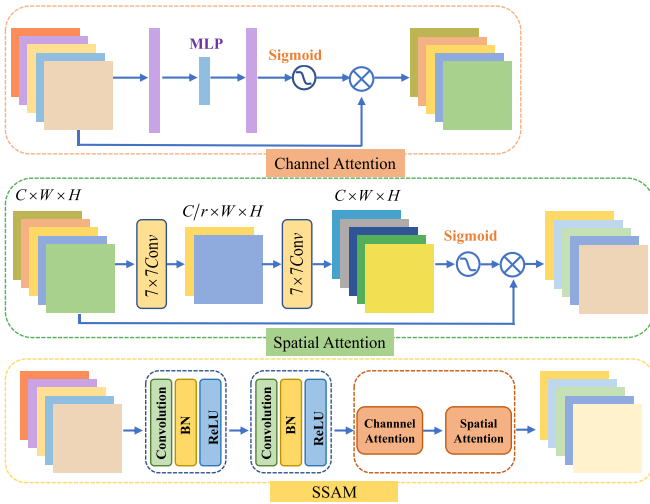 MLP
Sigmoid
Channel Attention
C×W×H
C/r×W×H
C×W×H
7×7Conv
7×7Conv
Sigmoid
Spatial Attention
Convolution
BN
ReLU
Convolution
BN
ReLU
Channnel
Attention
Spatial
Attention
SSAM